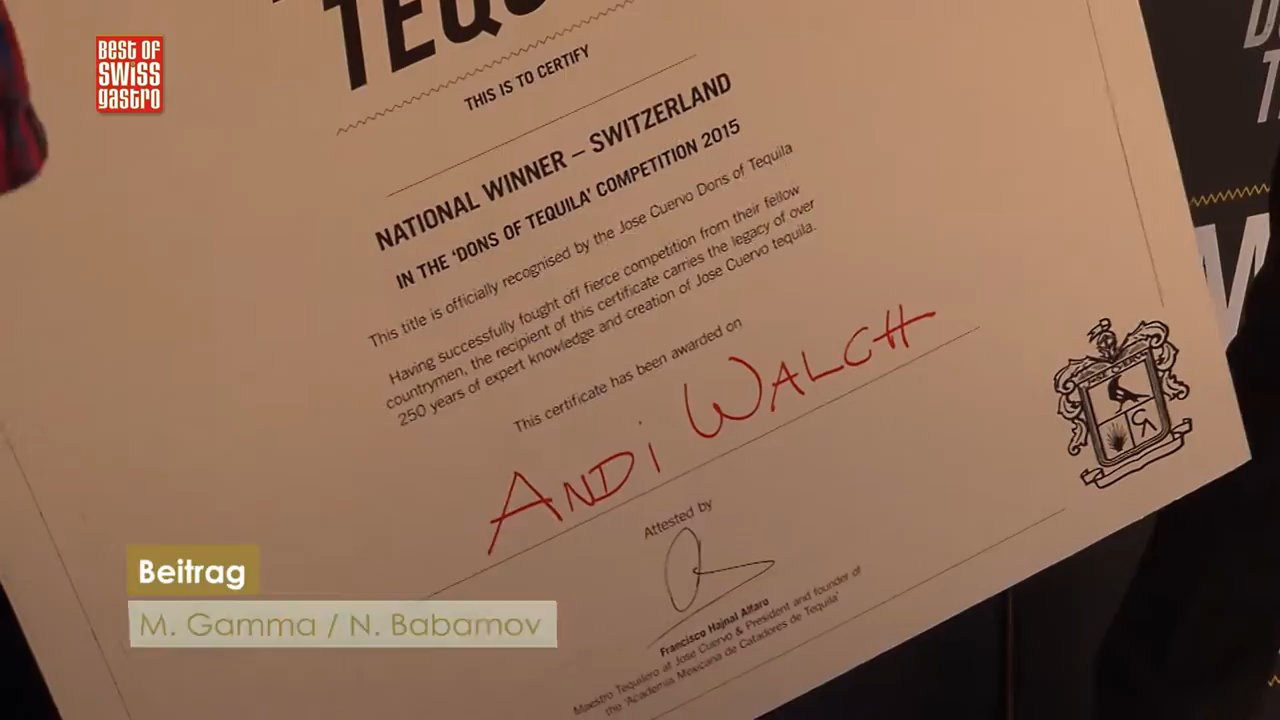 BEST OF
SWiSS
gastro
TEQU
THIS IS TO CERTIFY
NATIONAL WINNER – SWITZERLAND
IN THE ‘DONS OF TEQUILA’ COMPETITION 2015
This title is officially recognised by the Jose Cuervo Dons of Tequila
Having successfully fought off fierce competition from their fellow
countrymen, the recipient of this certificate carries the legacy of over
250 years of expert knowledge and creation of Jose Cuervo tequila.
This certificate has been awarded on
ANDi WALCH
Attested by
Francisco Hajnal Alfaro
Maestro Tequilero at Jose Cuervo & President and founder of
the ‘Academia Mexicana de Catadores de Tequila’
JOSE CUERVO
Beitrag
M. Gamma / N. Babamov